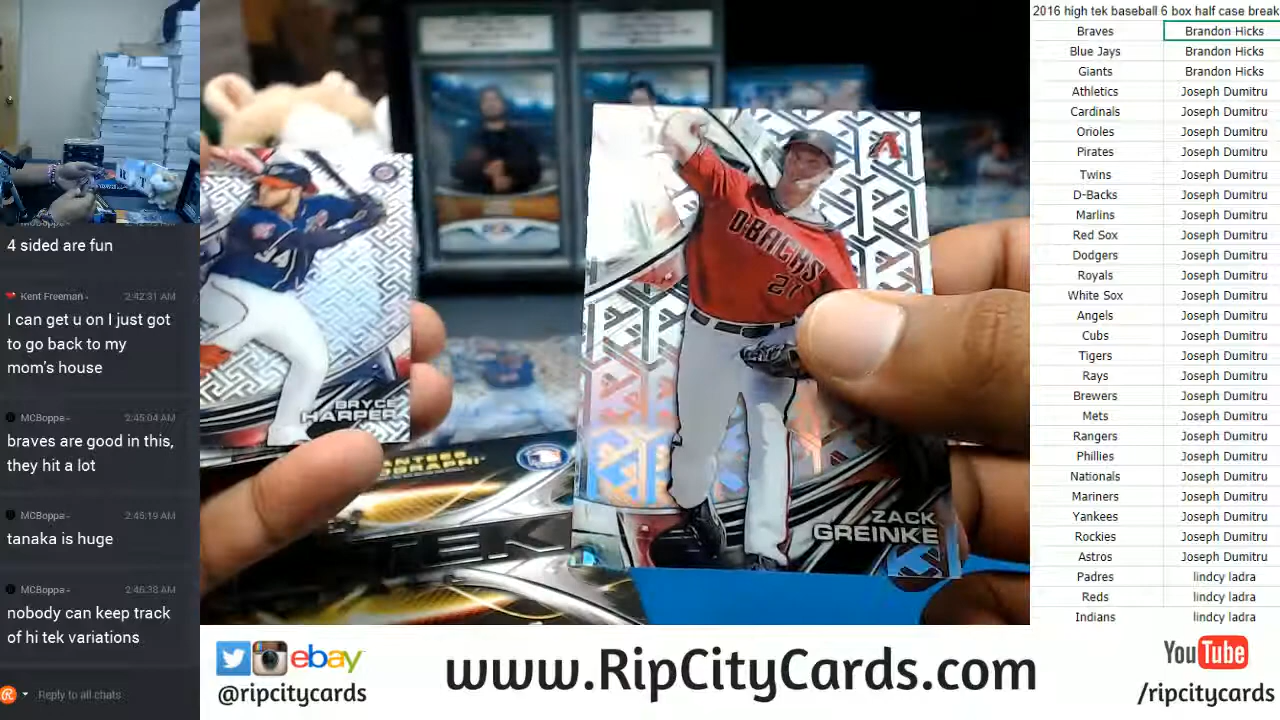 4 sided are fun
Kent Freeman - 2:42:31 AM
I can get u on I just got
to go back to my
mom's house
MCBoppa - 2:45:04 AM
braves are good in this,
they hit a lot
MCBoppa - 2:45:19 AM
tanaka is huge
MCBoppa - 2:46:38 AM
nobody can keep track
of hi tek variations
Reply to all chats
34
BRYCE
HARPER
D-BACKS
27
ZACK
GREINKE
TEK
2016 high tek baseball 6 box half case break
Braves Brandon Hicks
Blue Jays Brandon Hicks
Giants Brandon Hicks
Athletics Joseph Dumitru
Cardinals Joseph Dumitru
Orioles Joseph Dumitru
Pirates Joseph Dumitru
Twins Joseph Dumitru
D-Backs Joseph Dumitru
Marlins Joseph Dumitru
Red Sox Joseph Dumitru
Dodgers Joseph Dumitru
Royals Joseph Dumitru
White Sox Joseph Dumitru
Angels Joseph Dumitru
Cubs Joseph Dumitru
Tigers Joseph Dumitru
Rays Joseph Dumitru
Brewers Joseph Dumitru
Mets Joseph Dumitru
Rangers Joseph Dumitru
Phillies Joseph Dumitru
Nationals Joseph Dumitru
Mariners Joseph Dumitru
Yankees Joseph Dumitru
Rockies Joseph Dumitru
Astros Joseph Dumitru
Padres lindcy ladra
Reds lindcy ladra
Indians lindcy ladra
ebay
@ripcitycards
www.RipCityCards.com
YouTube
/ripcitycards